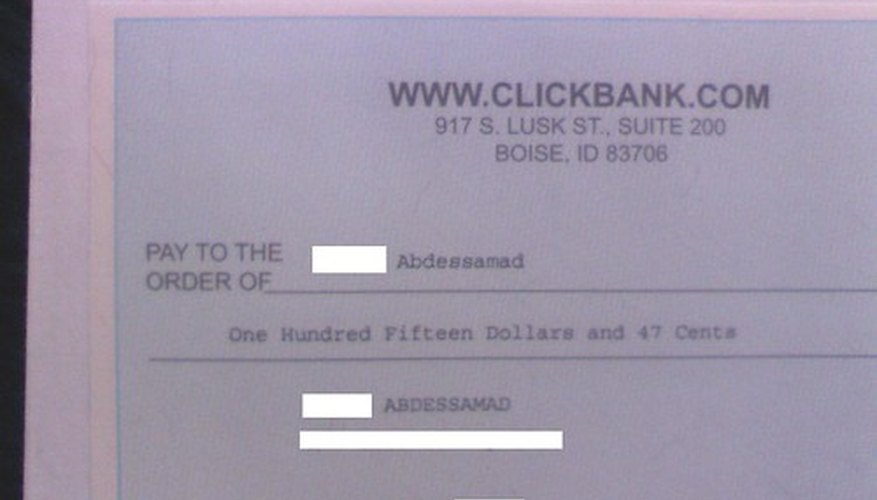 WWW.CLICKBANK.COM
917 S. LUSK ST., SUITE 200
BOISE, ID 83706
PAY TO THE
ORDER OF Abdessamad
One Hundred Fifteen Dollars and 47 Cents
ABDESSAMAD